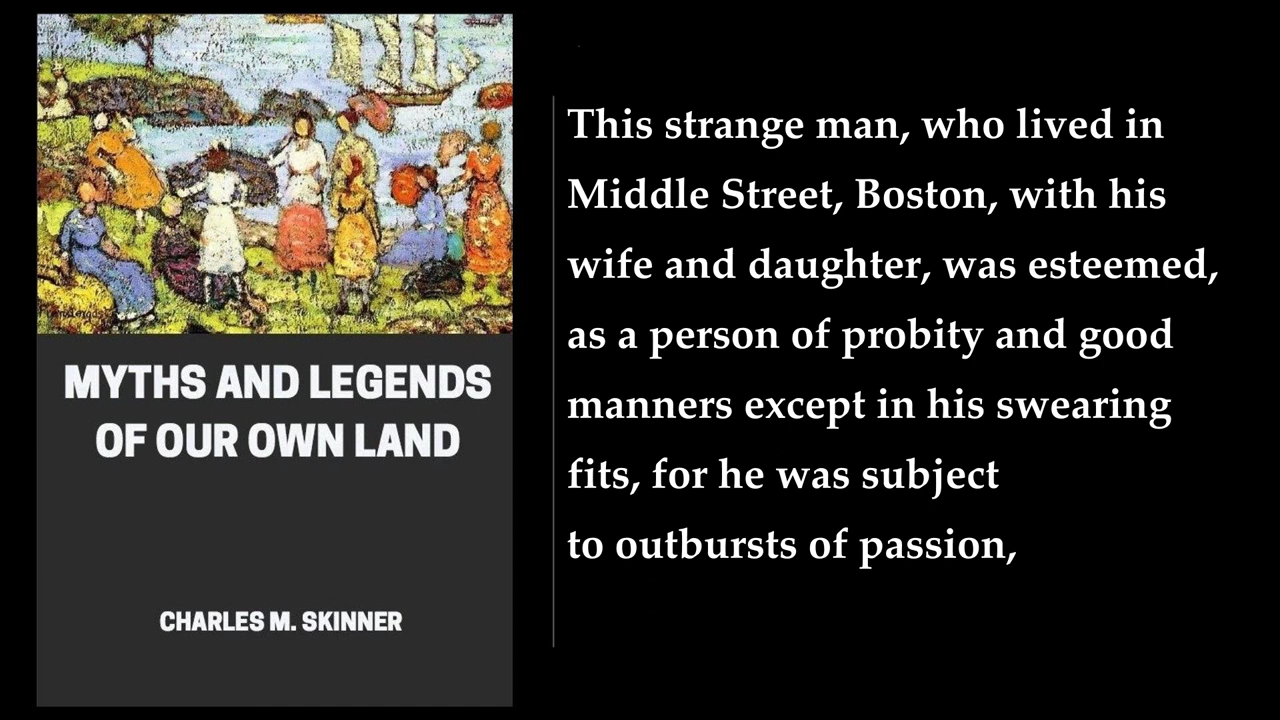 MYTHS AND LEGENDS
OF OUR OWN LAND
CHARLES M. SKINNER
This strange man, who lived in
Middle Street, Boston, with his
wife and daughter, was esteemed,
as a person of probity and good
manners except in his swearing
fits, for he was subject
to outbursts of passion,